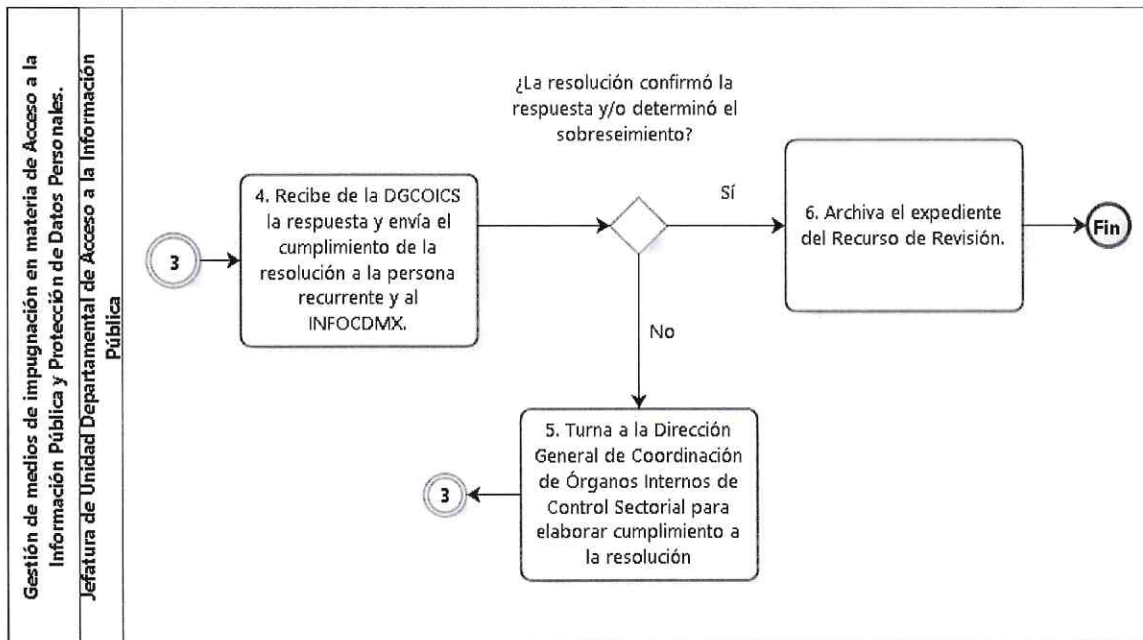 Gestión de medios de impugnación en materia de Acceso a la
Información Pública y Protección de Datos Personales.
Jefatura de Unidad Departamental de Acceso a la Información
Pública
¿La resolución confirmó la
respuesta y/o determinó el
sobreseimiento?
3
4. Recibe de la DGCOICS
la respuesta y envía el
cumplimiento de la
resolución a la persona
recurrente y al
INFOCDMX.
Sí
6. Archiva el expediente
del Recurso de Revisión.
Fin
No
5. Turna a la Dirección
General de Coordinación
de Órganos Internos de
Control Sectorial para
elaborar cumplimiento a
la resolución
3